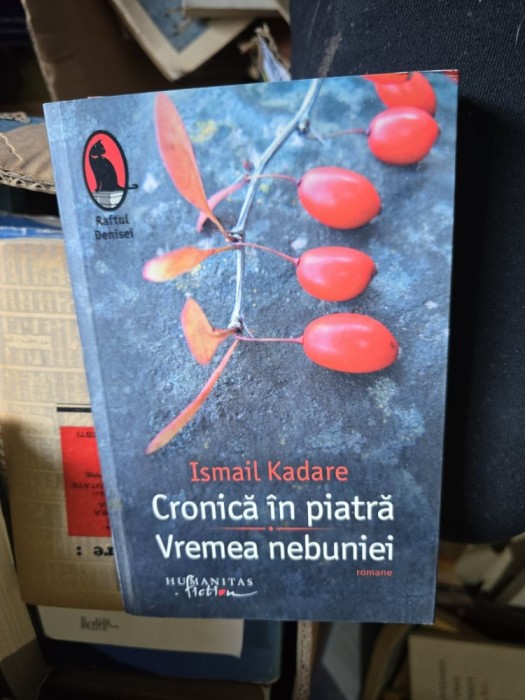 Raftul
Denisei
Ismail Kadare
Cronică în piatră
Vremea nebuniei
romane
HUMANITAS
fiction